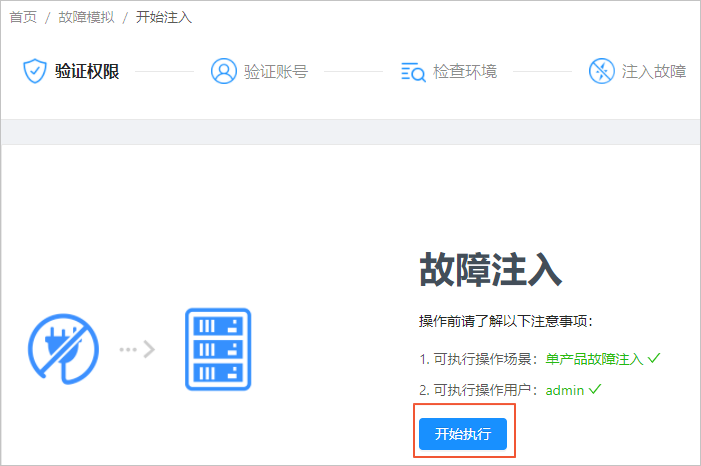 首页 / 故障模拟 / 开始注入
验证权限 验证账号 检查环境 注入故障
故障注入
操作前请了解以下注意事项：
1. 可执行操作场景：单产品故障注入
2. 可执行操作用户：admin
开始执行